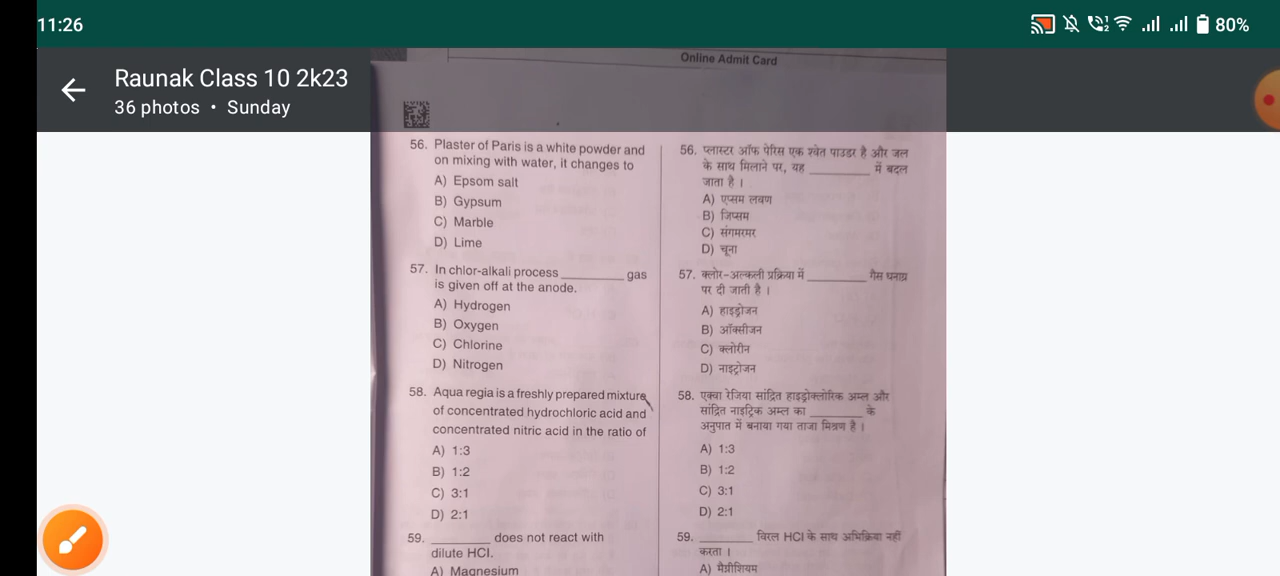 11:26
80%
Raunak Class 10 2k23
36 photos • Sunday
Online Admit Card
56. Plaster of Paris is a white powder and
on mixing with water, it changes to
A) Epsom salt
B) Gypsum
C) Marble
D) Lime
57. In chlor-alkali process ________ gas
is given off at the anode.
A) Hydrogen
B) Oxygen
C) Chlorine
D) Nitrogen
58. Aqua regia is a freshly prepared mixture
of concentrated hydrochloric acid and
concentrated nitric acid in the ratio of
A) 1:3
B) 1:2
C) 3:1
D) 2:1
59. ________ does not react with
dilute HCl.
A) Magnesium
56. प्लास्टर ऑफ पेरिस एक श्वेत पाउडर है और जल
के साथ मिलाने पर, यह ________ में बदल
जाता है ।
A) एप्सम लवण
B) जिप्सम
C) संगमरमर
D) चूना
57. क्लोर-अल्कली प्रक्रिया में ________ गैस धनाग्र
पर दी जाती है ।
A) हाइड्रोजन
B) ऑक्सीजन
C) क्लोरीन
D) नाइट्रोजन
58. एक्वा रेजिया सांद्रित हाइड्रोक्लोरिक अम्ल और
सांद्रित नाइट्रिक अम्ल का ________ के
अनुपात में बनाया गया ताजा मिश्रण है ।
A) 1:3
B) 1:2
C) 3:1
D) 2:1
59. ________ विरल HCl के साथ अभिक्रिया नहीं
करता ।
A) मैग्नीशियम